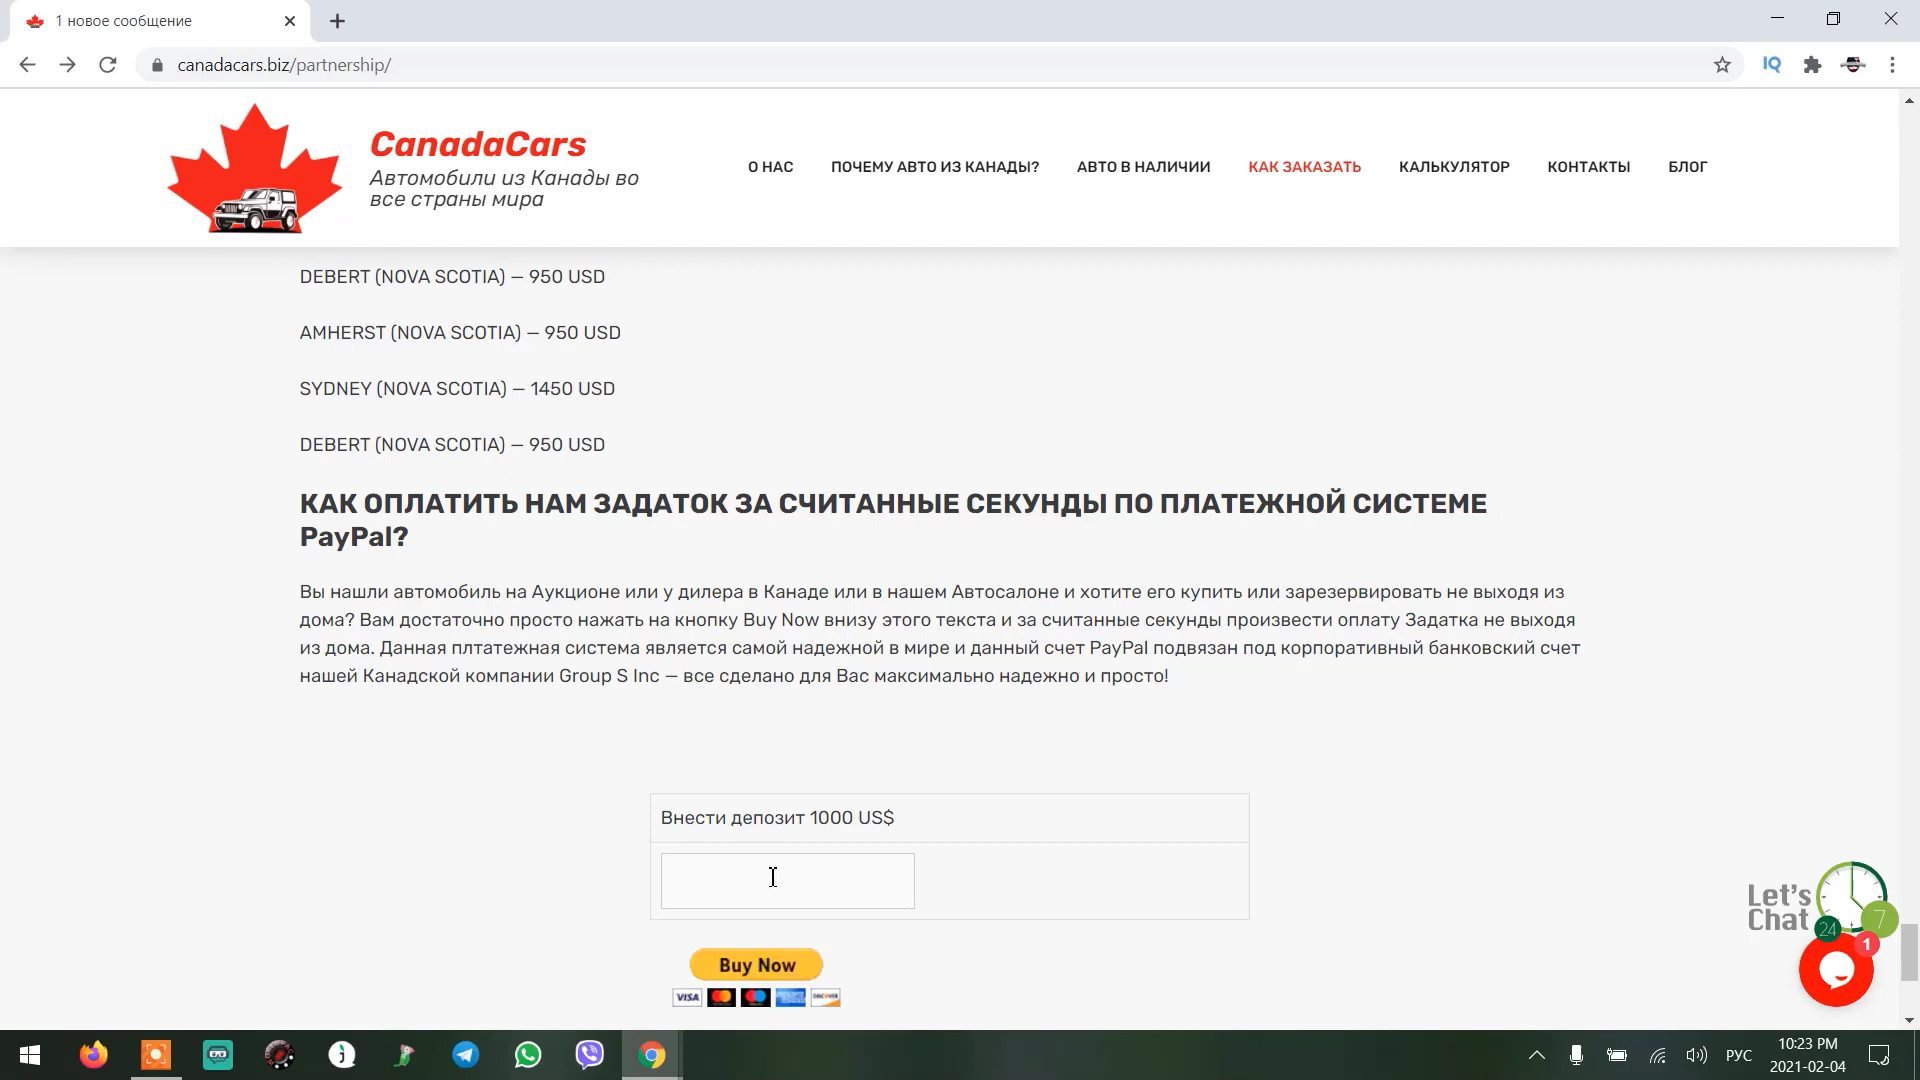 1 новое сообщение
canadacars.biz/partnership/
IQ
CanadaCars
Автомобили из Канады во
все страны мира
О НАС
ПОЧЕМУ АВТО ИЗ КАНАДЫ?
АВТО В НАЛИЧИИ
КАК ЗАКАЗАТЬ
КАЛЬКУЛЯТОР
КОНТАКТЫ
БЛОГ
DEBERT (NOVA SCOTIA) — 950 USD
AMHERST (NOVA SCOTIA) — 950 USD
SYDNEY (NOVA SCOTIA) — 1450 USD
DEBERT (NOVA SCOTIA) — 950 USD
КАК ОПЛАТИТЬ НАМ ЗАДАТОК ЗА СЧИТАННЫЕ СЕКУНДЫ ПО ПЛАТЕЖНОЙ СИСТЕМЕ
PayPal?
Вы нашли автомобиль на Аукционе или у дилера в Канаде или в нашем Автосалоне и хотите его купить или зарезервировать не выходя из
дома? Вам достаточно просто нажать на кнопку Buy Now внизу этого текста и за считанные секунды произвести оплату Задатка не выходя
из дома. Данная плтатежная система является самой надежной в мире и данный счет PayPal подвязан под корпоративный банковский счет
нашей Канадской компании Group S Inc — все сделано для Вас максимально надежно и просто!
Внести депозит 1000 US$
Buy Now
VISA
DISCOVER
Let's
Chat
24
7
1
РУС
10:23 PM
2021-02-04